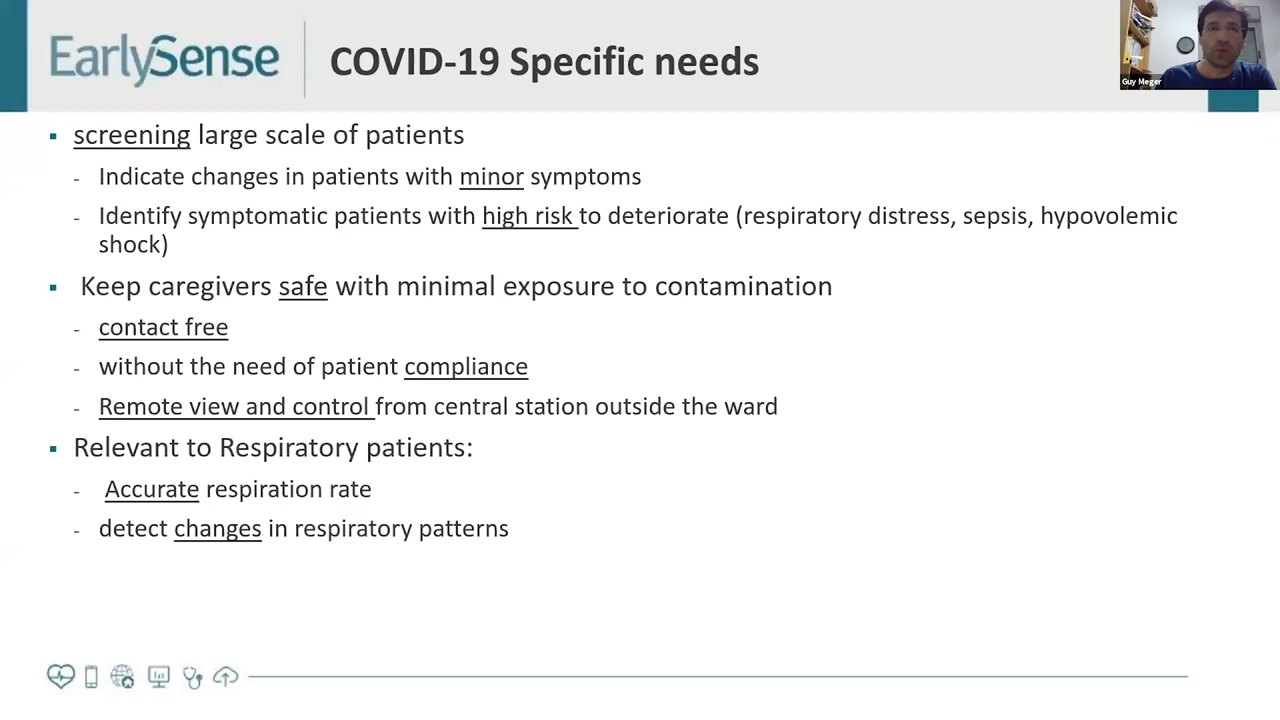 EarlySense
COVID-19 Specific needs
Guy Meger
▪ screening large scale of patients
- Indicate changes in patients with minor symptoms
- Identify symptomatic patients with high risk to deteriorate (respiratory distress, sepsis, hypovolemic
shock)
▪ Keep caregivers safe with minimal exposure to contamination
- contact free
- without the need of patient compliance
- Remote view and control from central station outside the ward
▪ Relevant to Respiratory patients:
- Accurate respiration rate
- detect changes in respiratory patterns